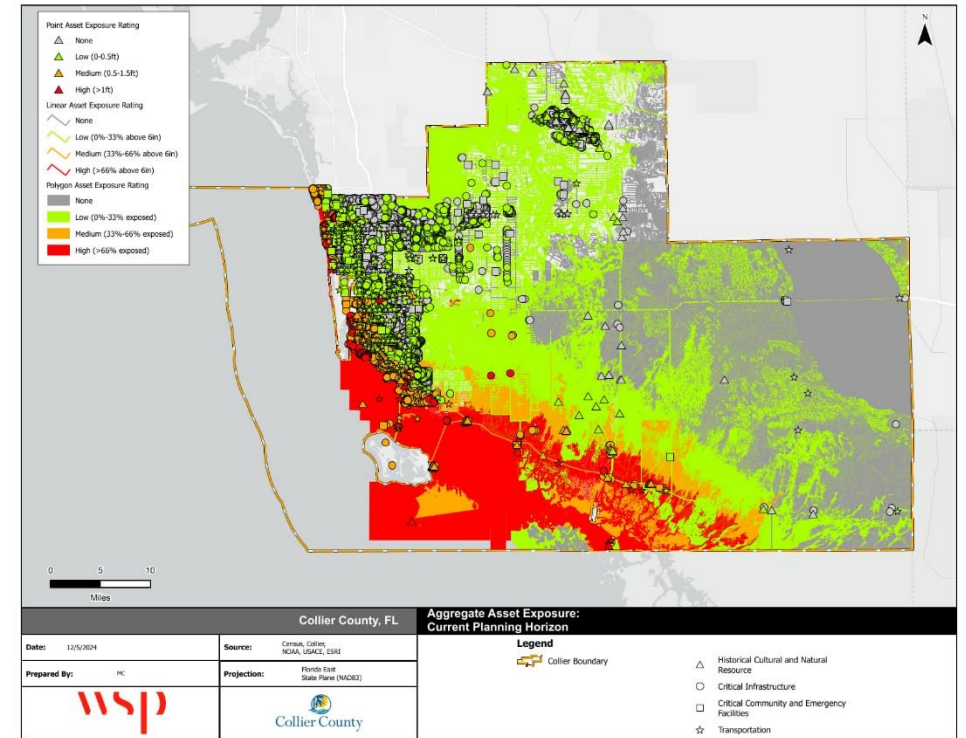 Point Asset Exposure Rating
None
Low (0-0.5ft)
Medium (0.5-1.5ft)
High (>1ft)
Linear Asset Exposure Rating
None
Low (0%-33% above 6in)
Medium (33%-66% above 6in)
High (>66% above 6in)
Polygon Asset Exposure Rating
None
Low (0%-33% exposed)
Medium (33%-66% exposed)
High (>66% exposed)
N
0 5 10
Miles
Collier County, FL
Aggregate Asset Exposure:
Current Planning Horizon
Date: 12/5/2024
Source: Census, Collier,
NOAA, USACE, ESRI
Prepared By: MC
Projection: Florida East
State Plane (NAD83)
wsp
Collier County
Legend
Collier Boundary
Historical Cultural and Natural
Resource
Critical Infrastructure
Critical Community and Emergency
Facilities
Transportation